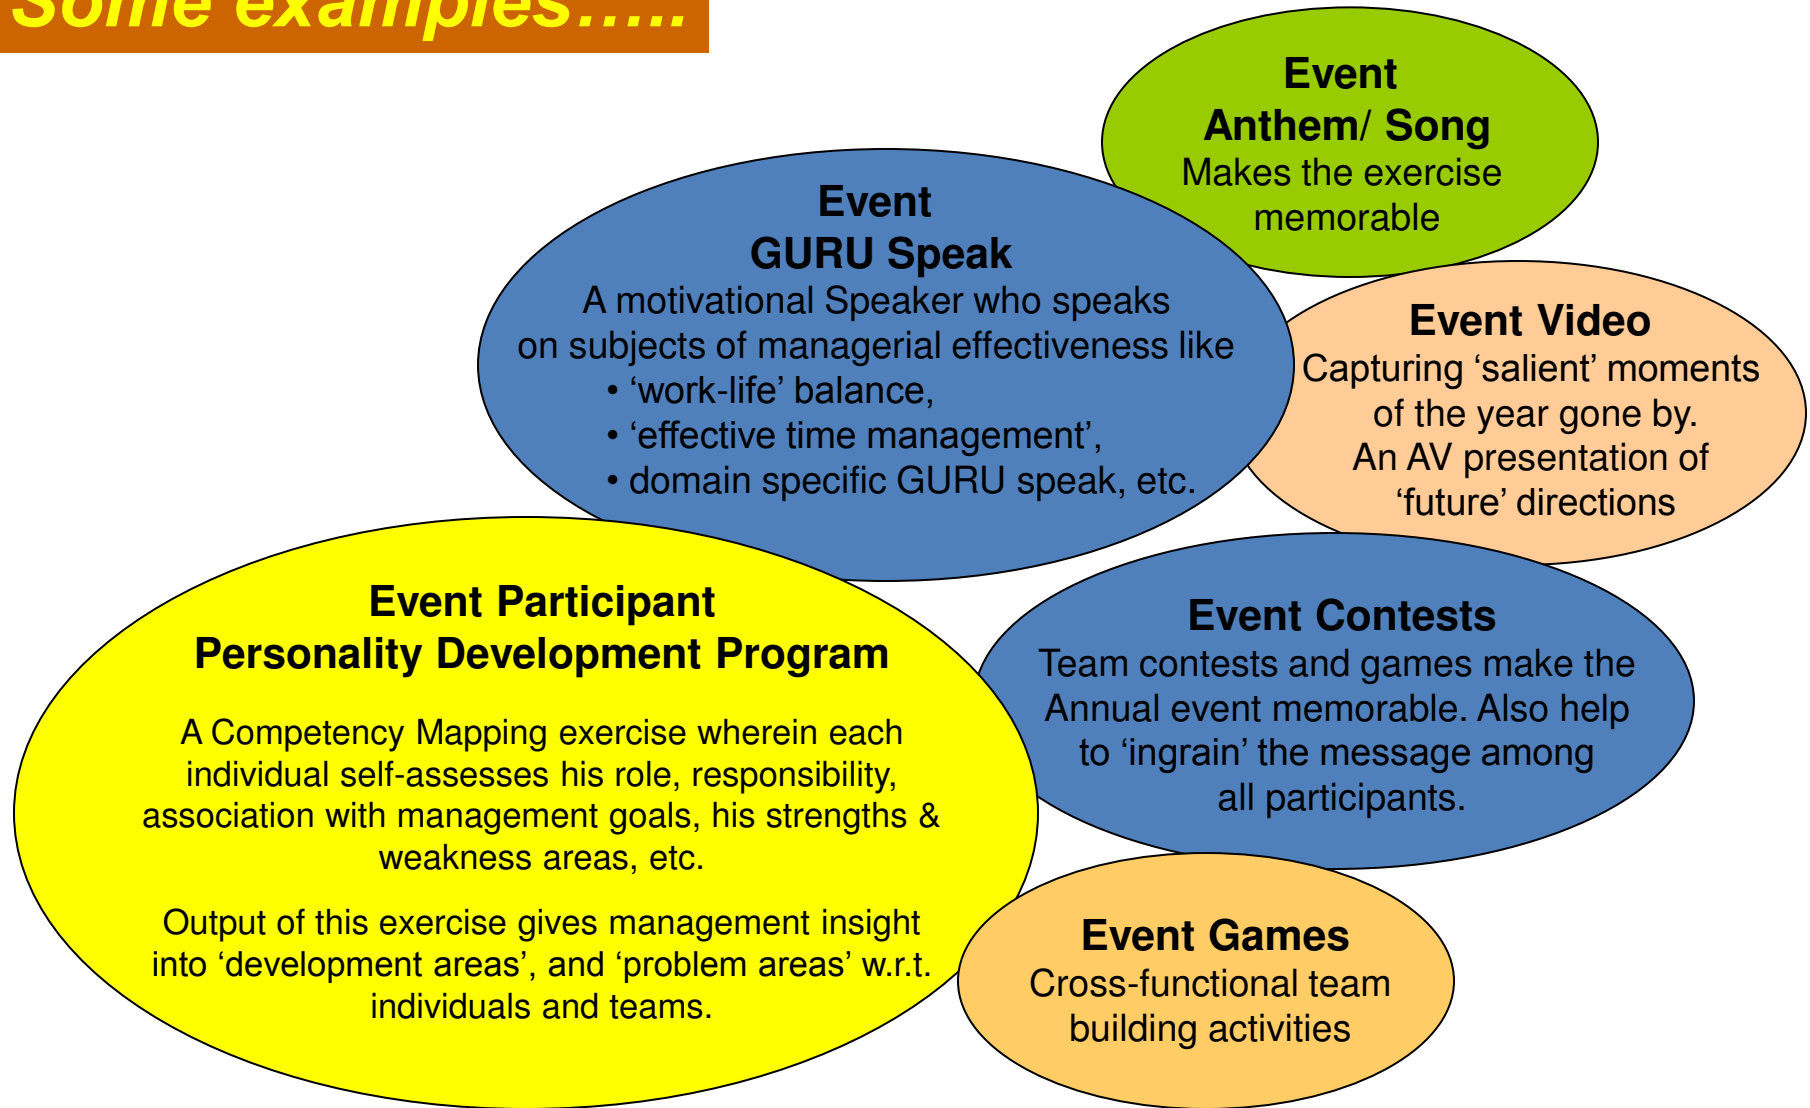 Some examples.....
Event
Anthem/ Song
Makes the exercise
memorable
Event
GURU Speak
A motivational Speaker who speaks
on subjects of managerial effectiveness like
• ‘work-life’ balance,
• ‘effective time management’,
• domain specific GURU speak, etc.
Event Video
Capturing ‘salient’ moments
of the year gone by.
An AV presentation of
‘future’ directions
Event Participant
Personality Development Program
A Competency Mapping exercise wherein each
individual self-assesses his role, responsibility,
association with management goals, his strengths &
weakness areas, etc.
Output of this exercise gives management insight
into ‘development areas’, and ‘problem areas’ w.r.t.
individuals and teams.
Event Contests
Team contests and games make the
Annual event memorable. Also help
to ‘ingrain’ the message among
all participants.
Event Games
Cross-functional team
building activities